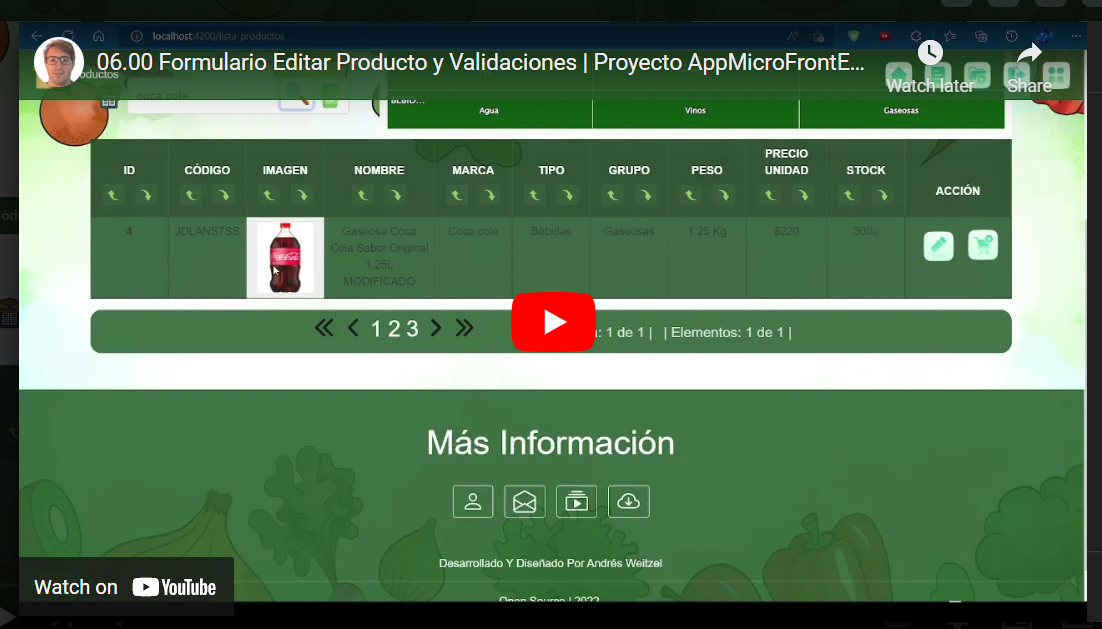 localhost:4200/lista-productos
06.00 Formulario Editar Producto y Validaciones | Proyecto AppMicroFrontE...
oductos
Watch later
Share
coca cola
BEBID...
Agua
Vinos
Gaseosas
ID
CÓDIGO
IMAGEN
NOMBRE
MARCA
TIPO
GRUPO
PESO
PRECIO
UNIDAD
STOCK
ACCIÓN
4
JDLANS7SS
Gaseosa Coca
Cola Sabor Original
1.25L
MODIFICADO
Coca cola
Bebidas
Gaseosas
1.25 Kg
$220
300u
1 2 3
: 1 de 1 | | Elementos: 1 de 1 |
Más Información
Desarrollado Y Diseñado Por Andrés Weitzel
Open Source | 2022
Watch on YouTube